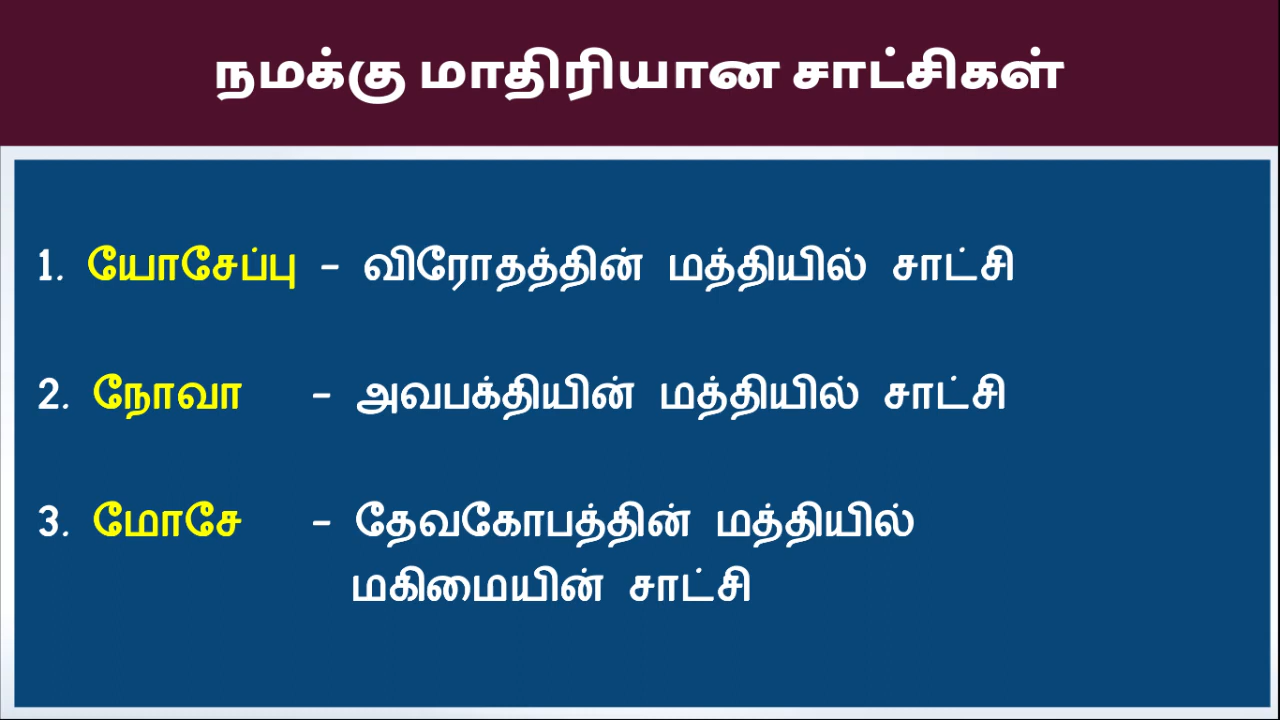 நமக்கு மாதிரியான சாட்சிகள்
1. யோசேப்பு - விரோதத்தின் மத்தியில் சாட்சி
2. நோவா - அவபக்தியின் மத்தியில் சாட்சி
3. மோசே - தேவகோபத்தின் மத்தியில்
மகிமையின் சாட்சி